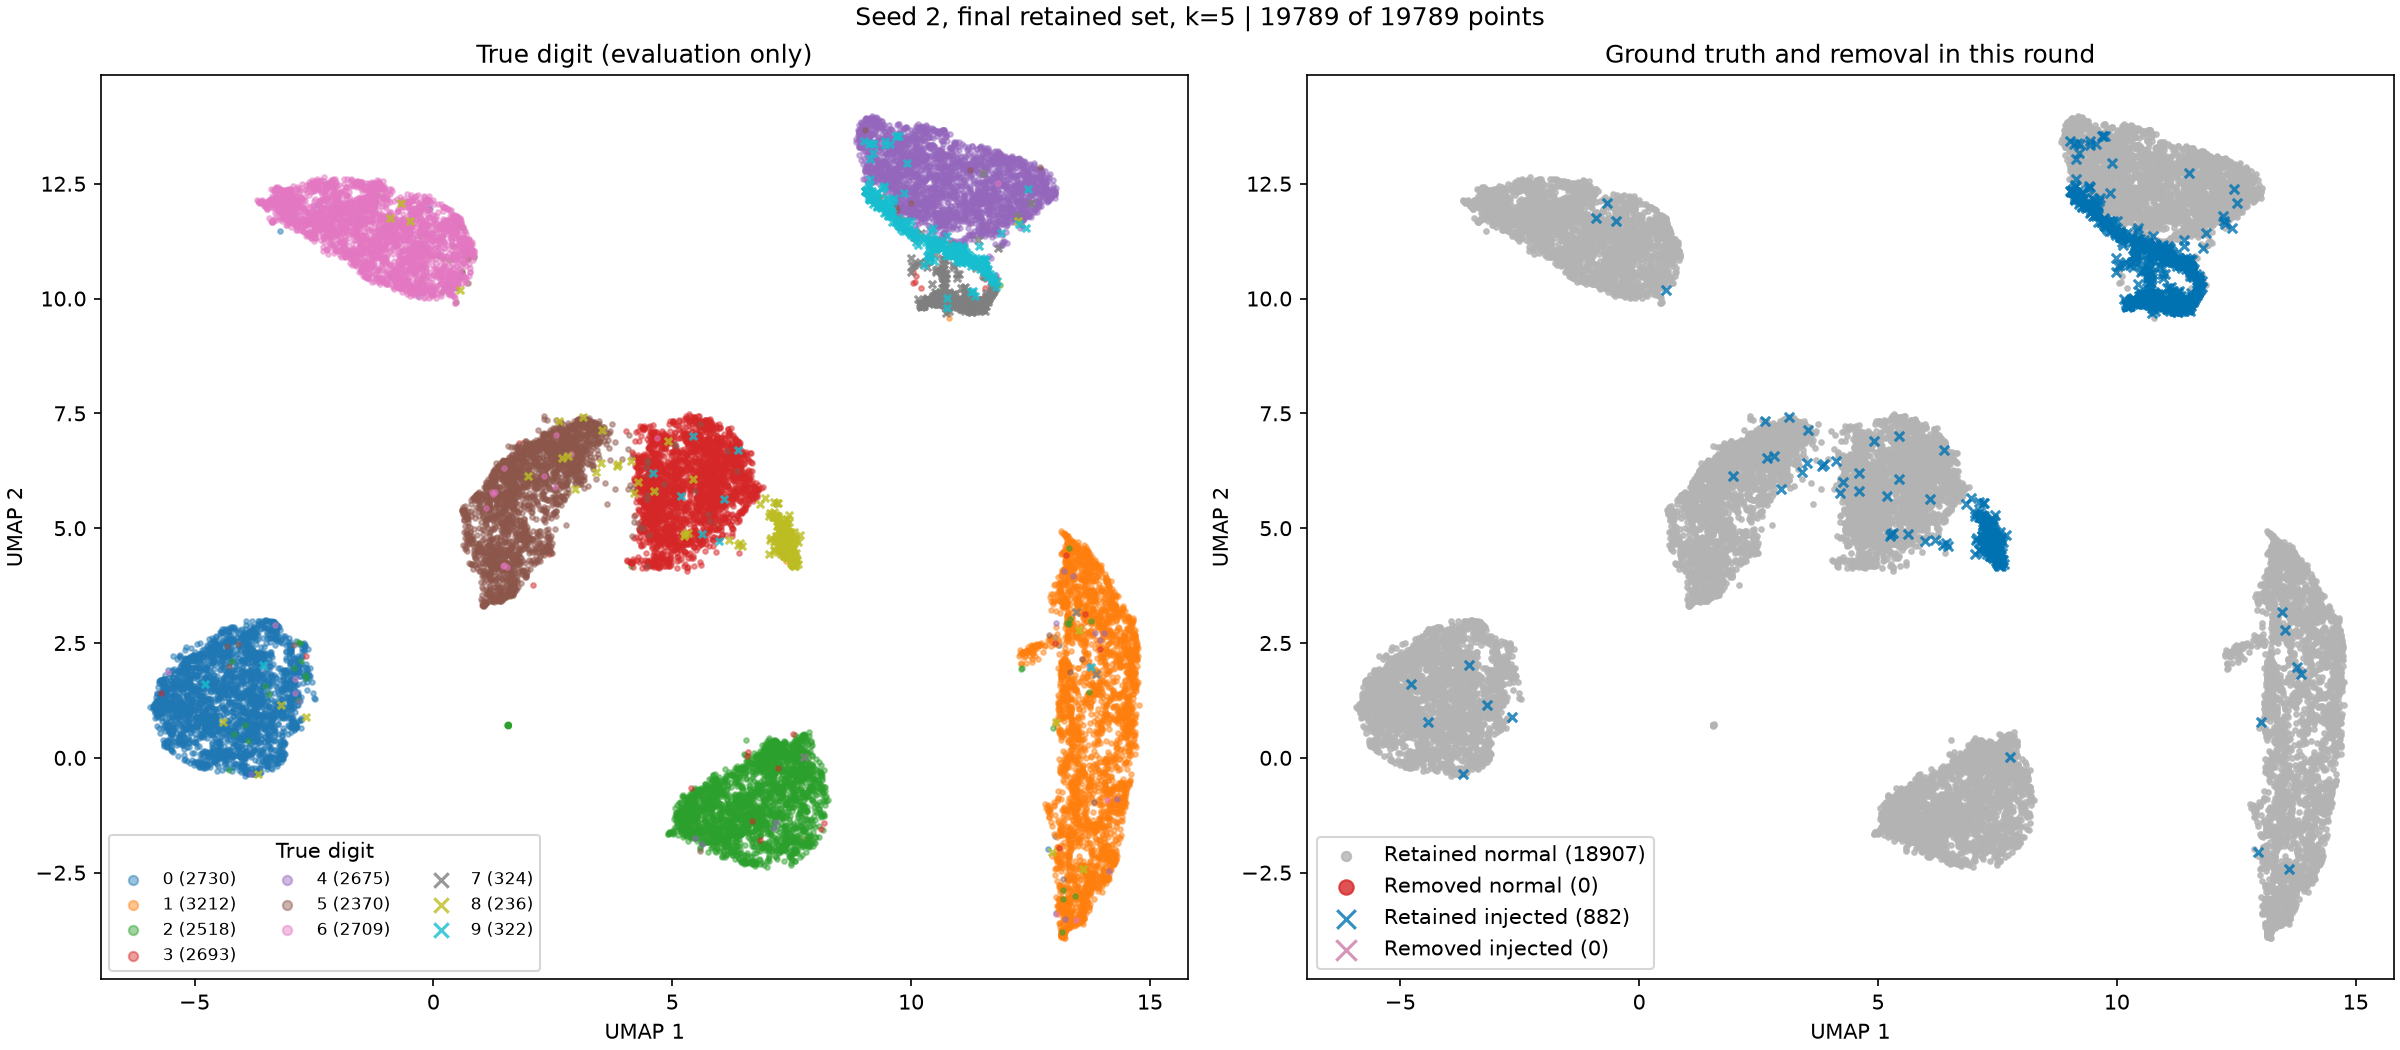 Seed 2, final retained set, k=5 | 19789 of 19789 points
True digit (evaluation only)
12.5
10.0
7.5
5.0
2.5
0.0
−2.5
UMAP 2
−5
0
5
10
15
UMAP 1
True digit
0 (2730)
1 (3212)
2 (2518)
3 (2693)
4 (2675)
5 (2370)
6 (2709)
7 (324)
8 (236)
9 (322)
Ground truth and removal in this round
12.5
10.0
7.5
5.0
2.5
0.0
−2.5
UMAP 2
−5
0
5
10
15
UMAP 1
Retained normal (18907)
Removed normal (0)
Retained injected (882)
Removed injected (0)